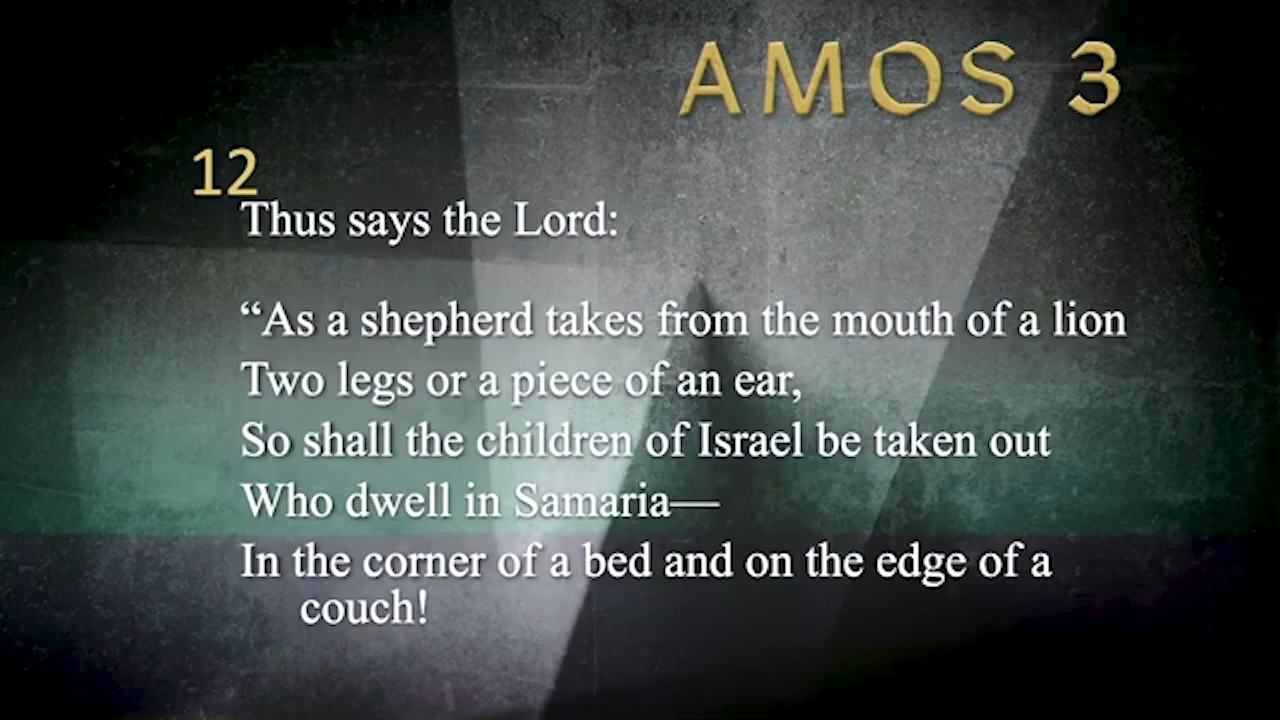 AMOS 3
12
Thus says the Lord:
“As a shepherd takes from the mouth of a lion
Two legs or a piece of an ear,
So shall the children of Israel be taken out
Who dwell in Samaria—
In the corner of a bed and on the edge of a
couch!